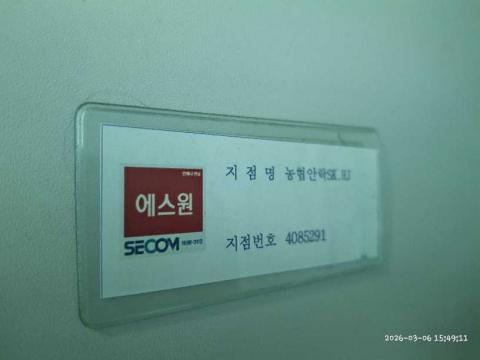 지 점 명 농협안락SK.HJ
에스원
SECOM
지점번호 4085291
2026-03-06 15:49:11